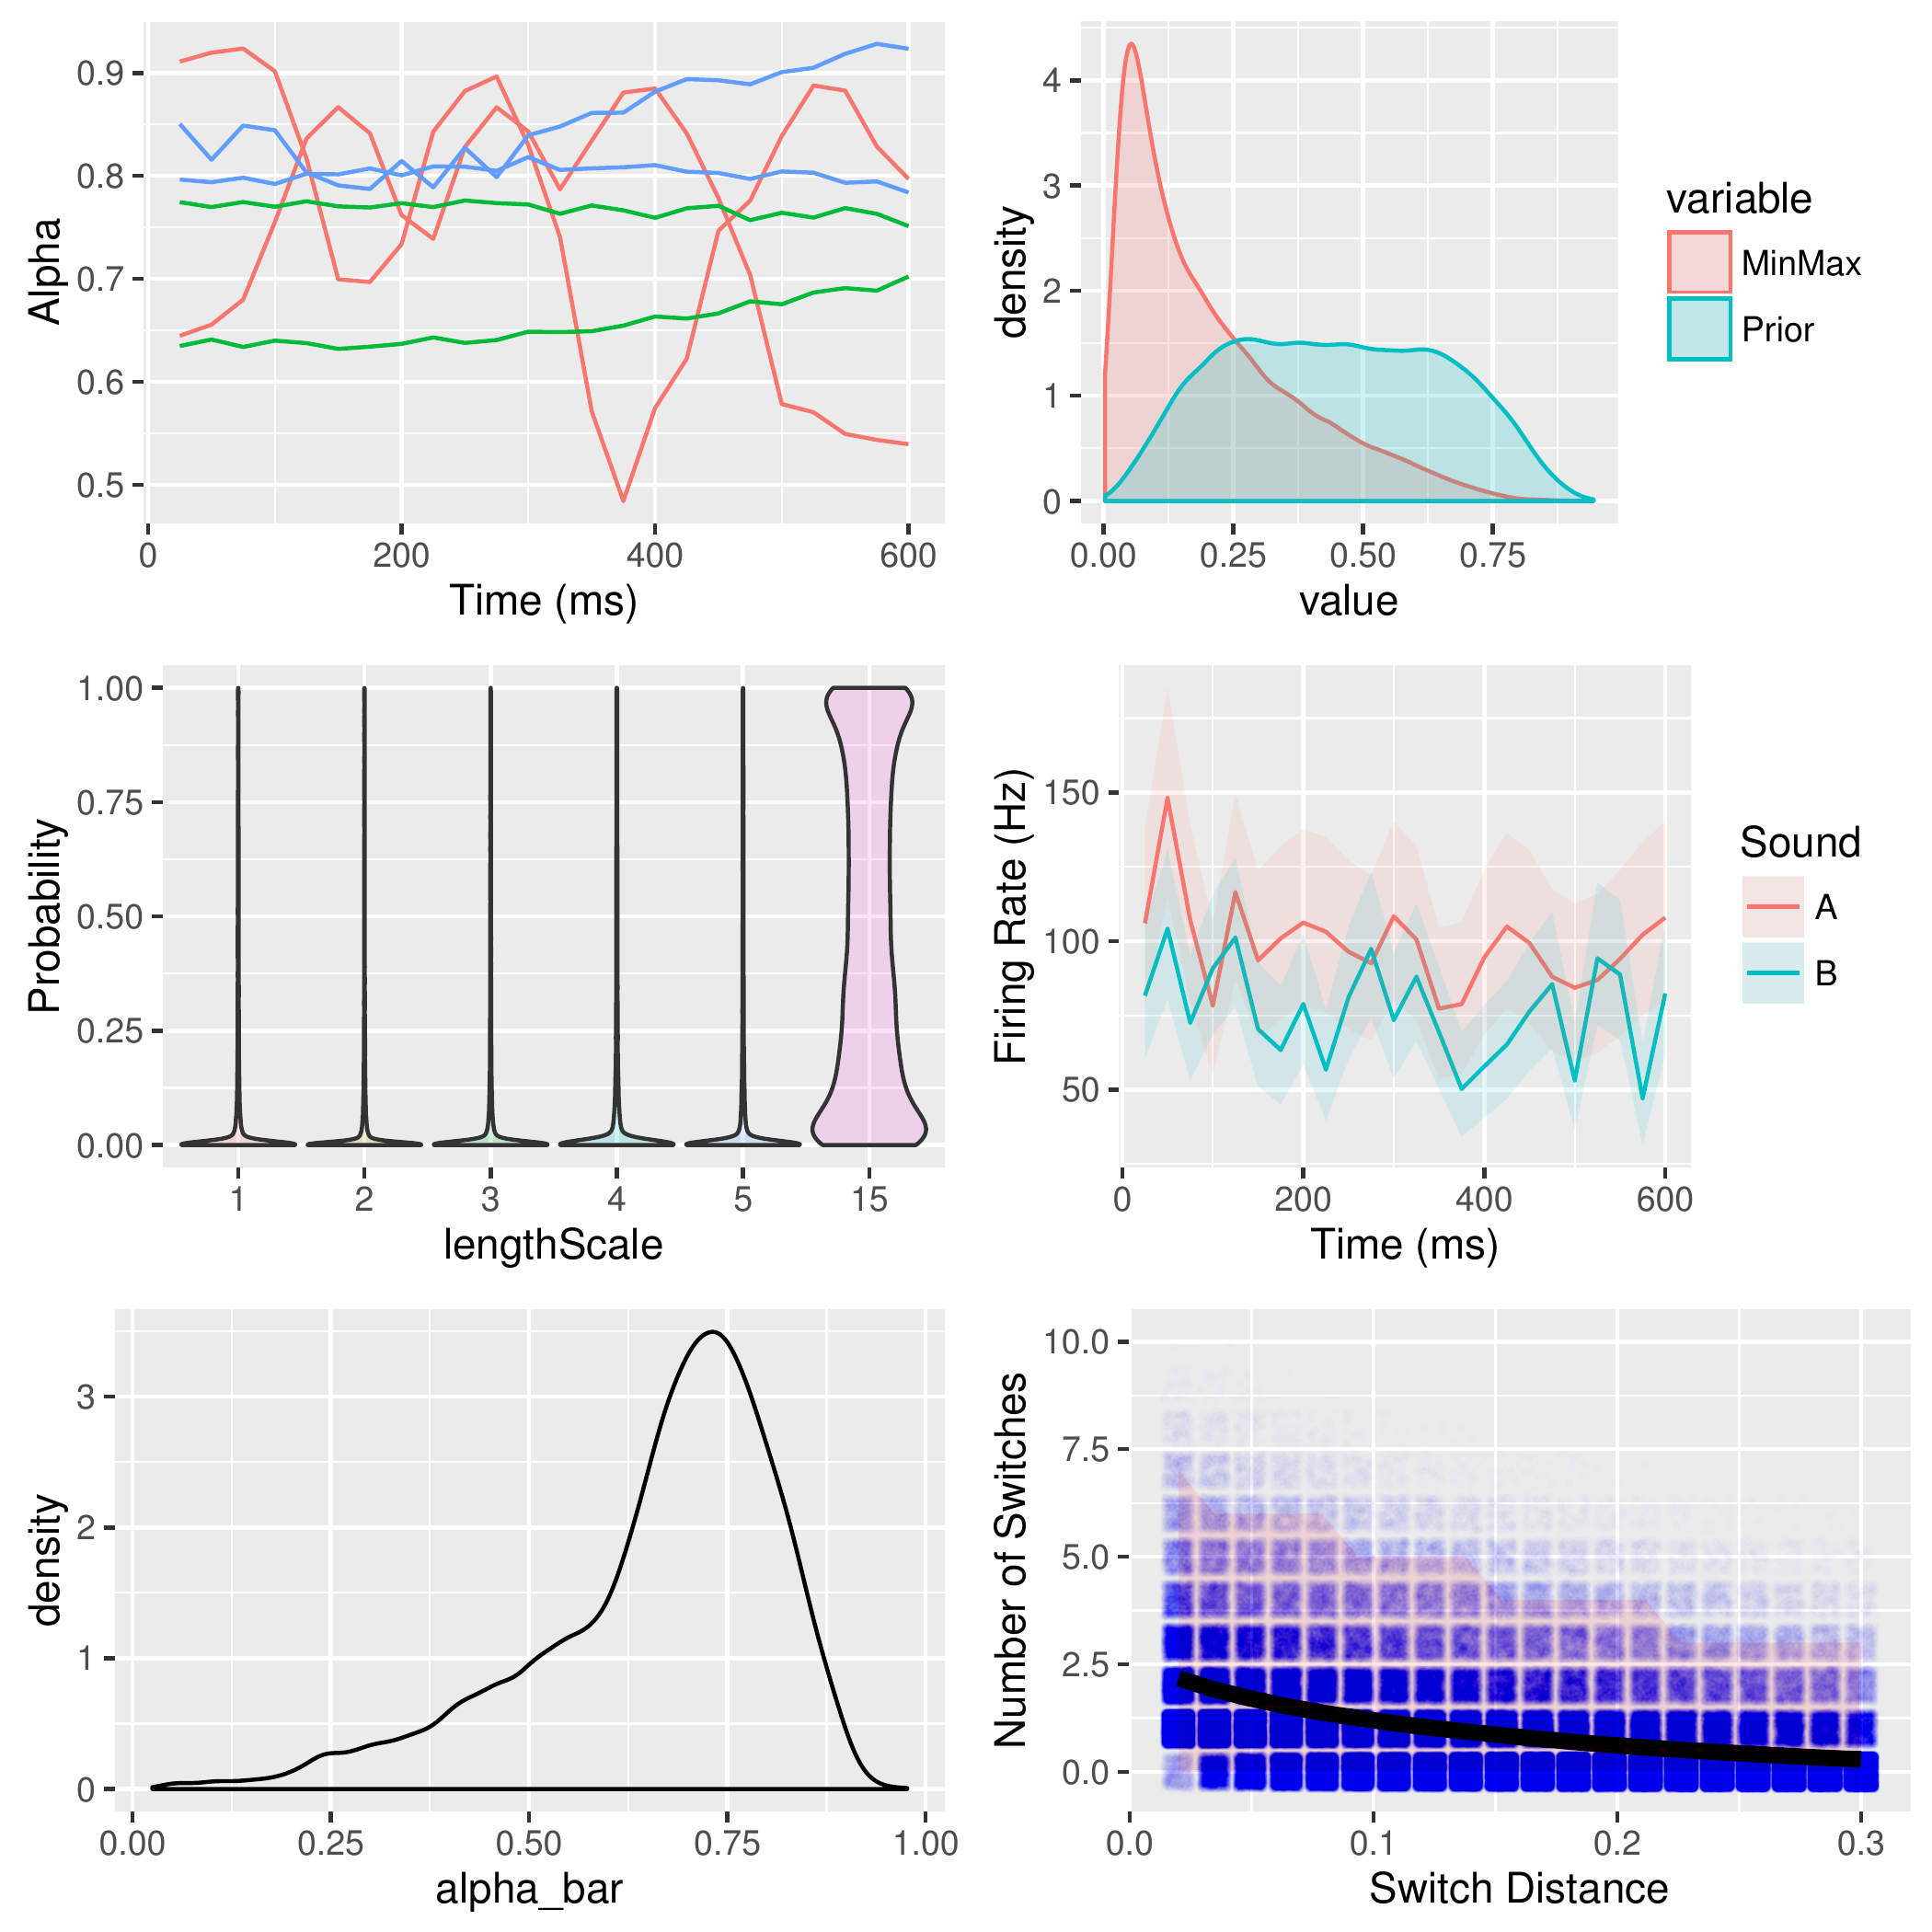 0.9
0.8
0.7
0.6
0.5
Alpha
0 200 400 600
Time (ms)
4
3
2
1
0
density
0.00 0.25 0.50 0.75
value
variable
MinMax
Prior
1.00
0.75
0.50
0.25
0.00
Probability
1 2 3 4 5 15
lengthScale
150
100
50
Firing Rate (Hz)
0 200 400 600
Time (ms)
Sound
A
B
3
2
1
0
density
0.00 0.25 0.50 0.75 1.00
alpha_bar
10.0
7.5
5.0
2.5
0.0
Number of Switches
0.0 0.1 0.2 0.3
Switch Distance